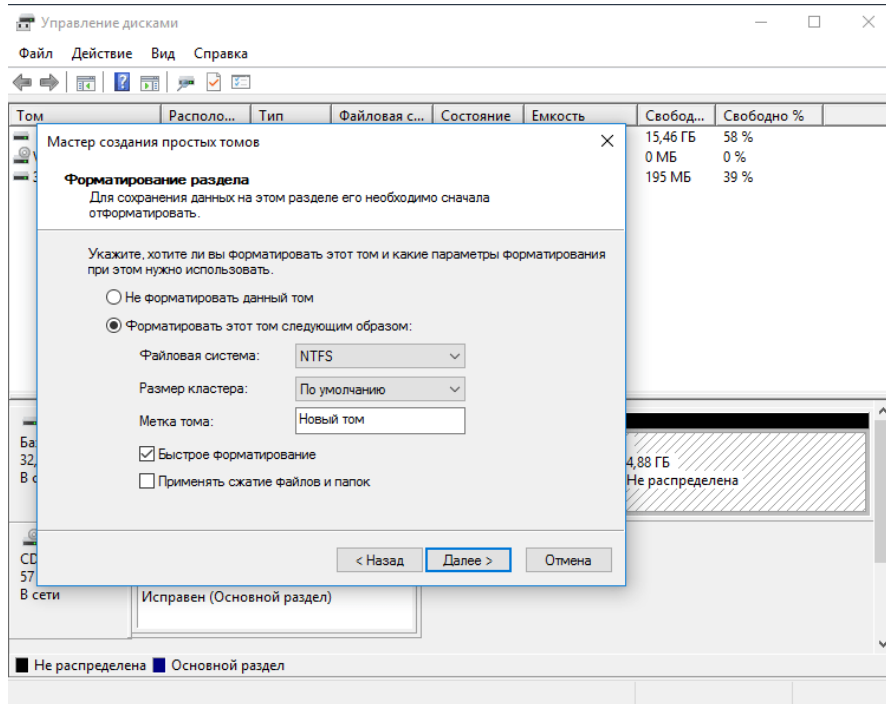 Управление дисками
Файл Действие Вид Справка
Том Располо... Тип Файловая с... Состояние Емкость Свобод... Свободно %
15,46 ГБ 58 %
0 МБ 0 %
195 МБ 39 %
Мастер создания простых томов
Форматирование раздела
Для сохранения данных на этом разделе его необходимо сначала
отформатировать.
Укажите, хотите ли вы форматировать этот том и какие параметры форматирования
при этом нужно использовать.
Не форматировать данный том
Форматировать этот том следующим образом:
Файловая система: NTFS
Размер кластера: По умолчанию
Метка тома: Новый том
Быстрое форматирование
Применять сжатие файлов и папок
< Назад Далее > Отмена
Ба
32,
В с
4,88 ГБ
Не распределена
CD
57
В сети
Исправен (Основной раздел)
Не распределена Основной раздел